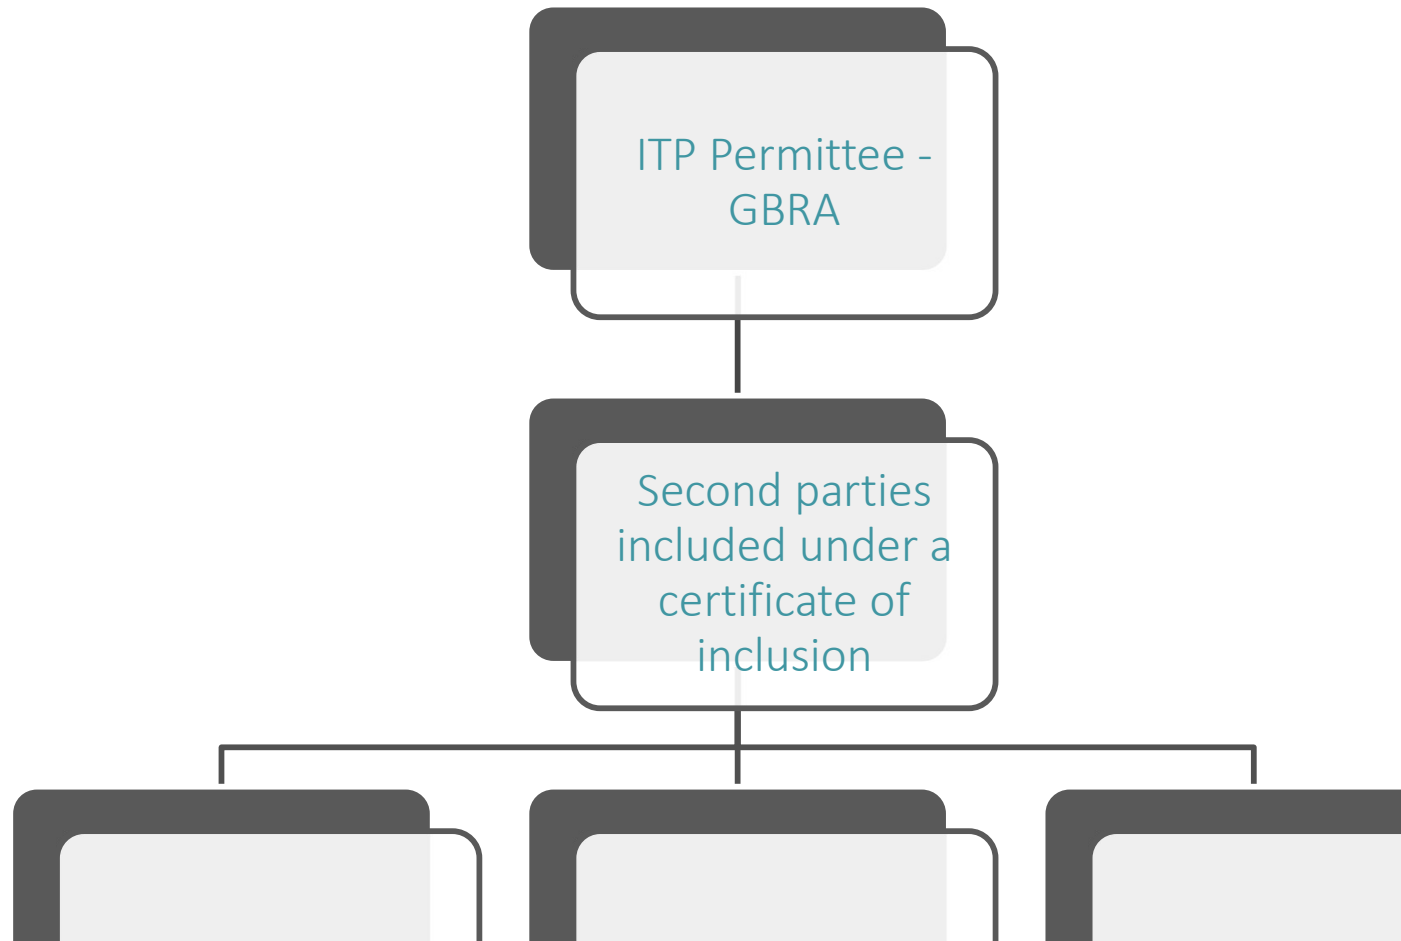 ITP Permittee -
GBRA
Second parties
included under a
certificate of
inclusion